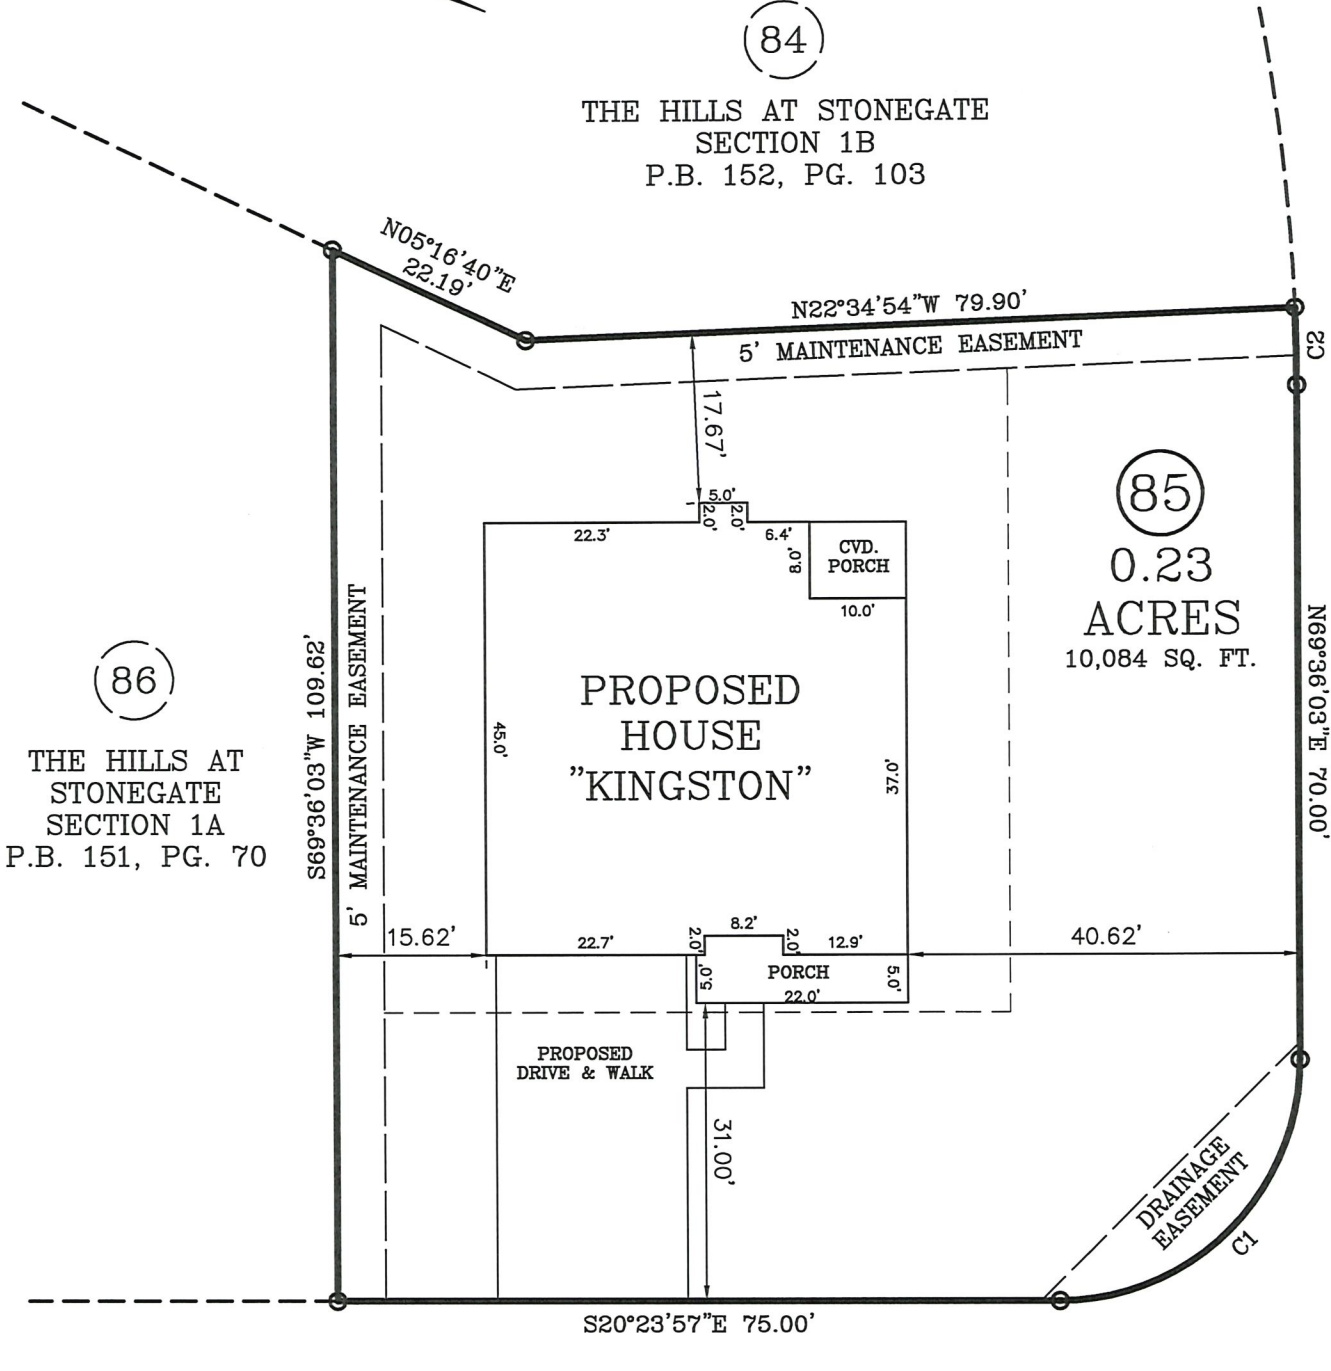 84
THE HILLS AT STONEGATE
SECTION 1B
P.B. 152, PG. 103
N05°16'40"E
22.19'
N22°34'54"W 79.90'
5' MAINTENANCE EASEMENT
C2
17.67'
5.0'
2.0'
2.0'
22.3'
6.4'
8.0'
CVD.
PORCH
10.0'
85
0.23
ACRES
10,084 SQ. FT.
N69°36'03"E 70.00'
86
THE HILLS AT
STONEGATE
SECTION 1A
P.B. 151, PG. 70
S69°36'03"W 109.62'
5' MAINTENANCE EASEMENT
PROPOSED
HOUSE
"KINGSTON"
45.0'
37.0'
15.62'
22.7'
2.0'
8.2'
2.0'
12.9'
40.62'
5.0'
PORCH
5.0'
22.0'
PROPOSED
DRIVE & WALK
31.00'
DRAINAGE
EASEMENT
C1
S20°23'57"E 75.00'